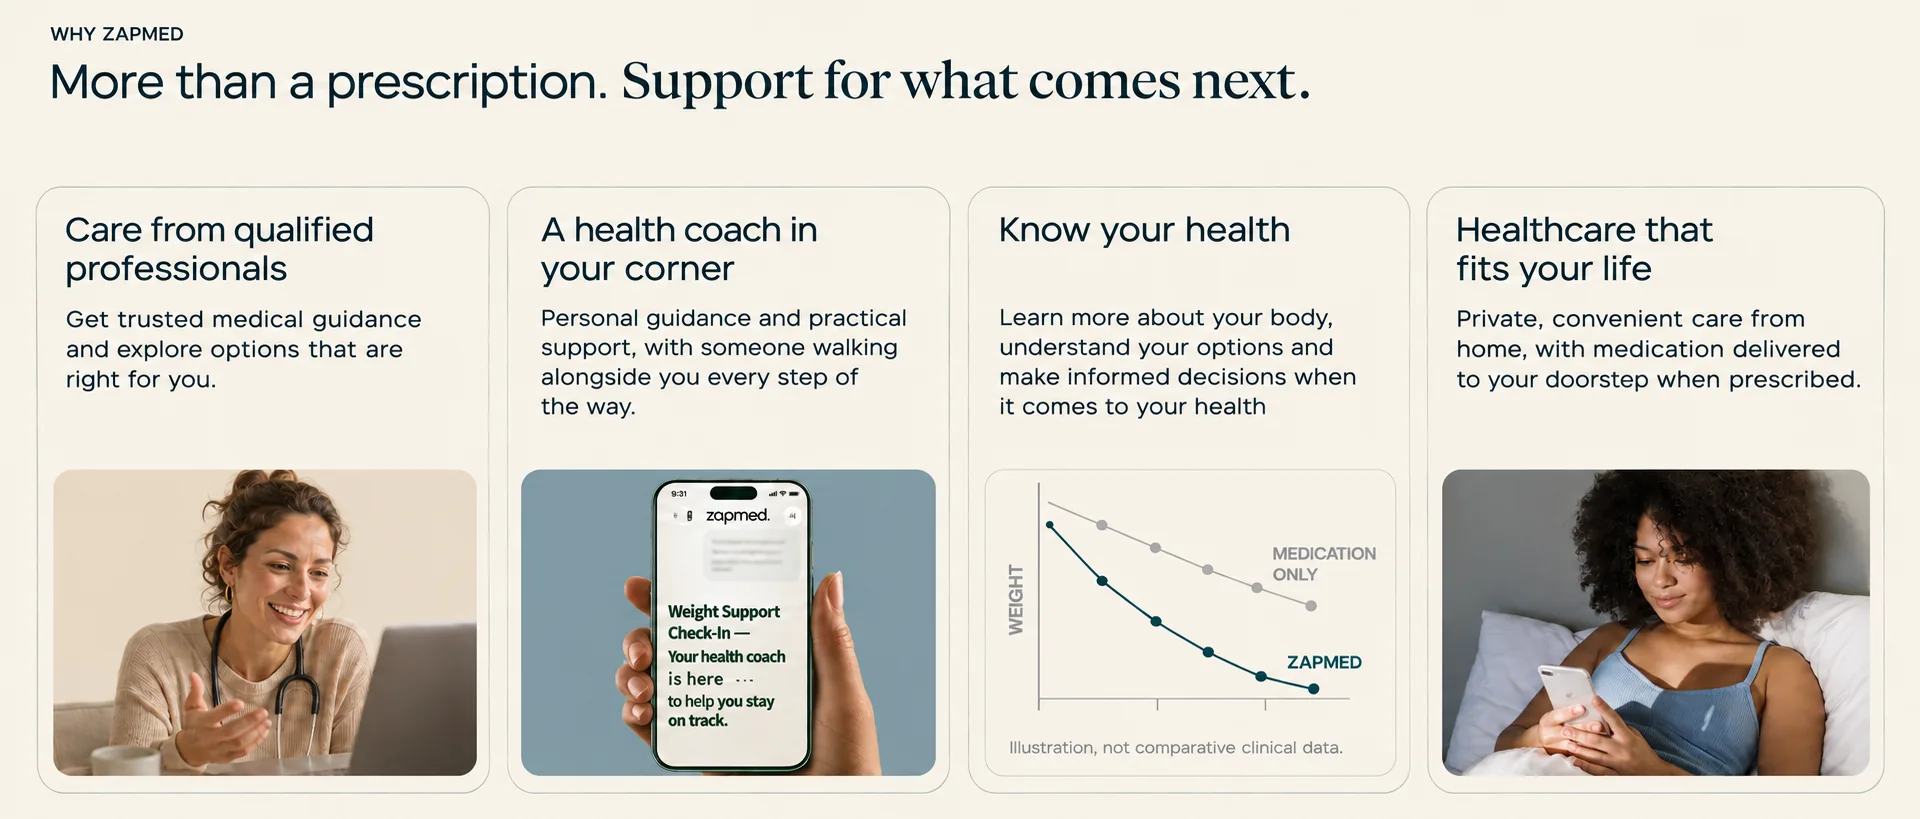 WHY ZAPMED
More than a prescription. Support for what comes next.
Care from qualified
professionals
Get trusted medical guidance
and explore options that are
right for you.
A health coach in
your corner
Personal guidance and practical
support, with someone walking
alongside you every step of
the way.
9:31
zapmed.
Weight Support
Check-In —
Your health coach
is here ...
to help you stay
on track.
Know your health
Learn more about your body,
understand your options and
make informed decisions when
it comes to your health
WEIGHT
MEDICATION
ONLY
ZAPMED
Illustration, not comparative clinical data.
Healthcare that
fits your life
Private, convenient care from
home, with medication delivered
to your doorstep when prescribed.